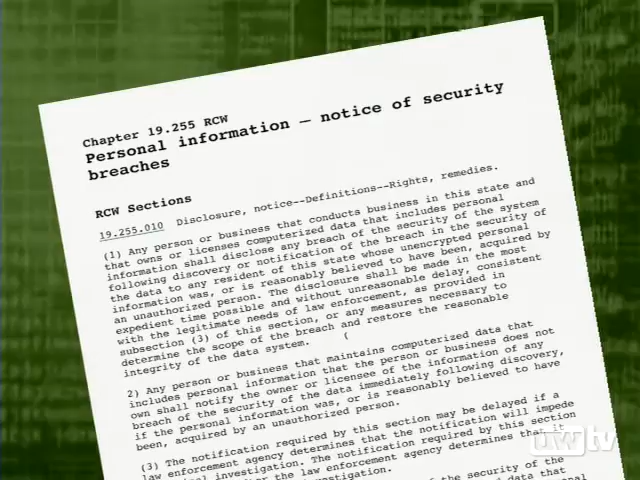 Chapter 19.255 RCW
Personal information — notice of security
breaches
RCW Sections
19.255.010 Disclosure, notice--Definitions--Rights, remedies.
(1) Any person or business that conducts business in this state and
that owns or licenses computerized data that includes personal
information shall disclose any breach of the security of the system
following discovery or notification of the breach in the security of
the data to any resident of this state whose unencrypted personal
information was, or is reasonably believed to have been, acquired by
an unauthorized person. The disclosure shall be made in the most
expedient time possible and without unreasonable delay, consistent
with the legitimate needs of law enforcement, as provided in
subsection (3) of this section, or any measures necessary to
determine the scope of the breach and restore the reasonable
integrity of the data system. (
2) Any person or business that maintains computerized data that
includes personal information that the person or business does not
own shall notify the owner or licensee of the information of any
breach of the security of the data immediately following discovery,
if the personal information was, or is reasonably believed to have
been, acquired by an unauthorized person.
(3) The notification required by this section may be delayed if a
law enforcement agency determines that the notification will impede
investigation. The notification required by this section
the law enforcement agency determines that it
investigation.
of the security of the
data that
uwtv